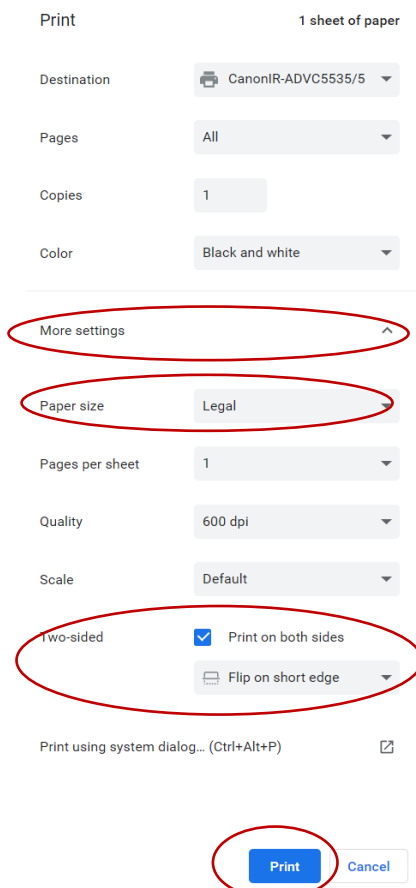 Print 1 sheet of paper
Destination CanonIR-ADVC5535/5
Pages All
Copies 1
Color Black and white
More settings
Paper size Legal
Pages per sheet 1
Quality 600 dpi
Scale Default
Two-sided Print on both sides
Flip on short edge
Print using system dialog... (Ctrl+Alt+P)
Print Cancel